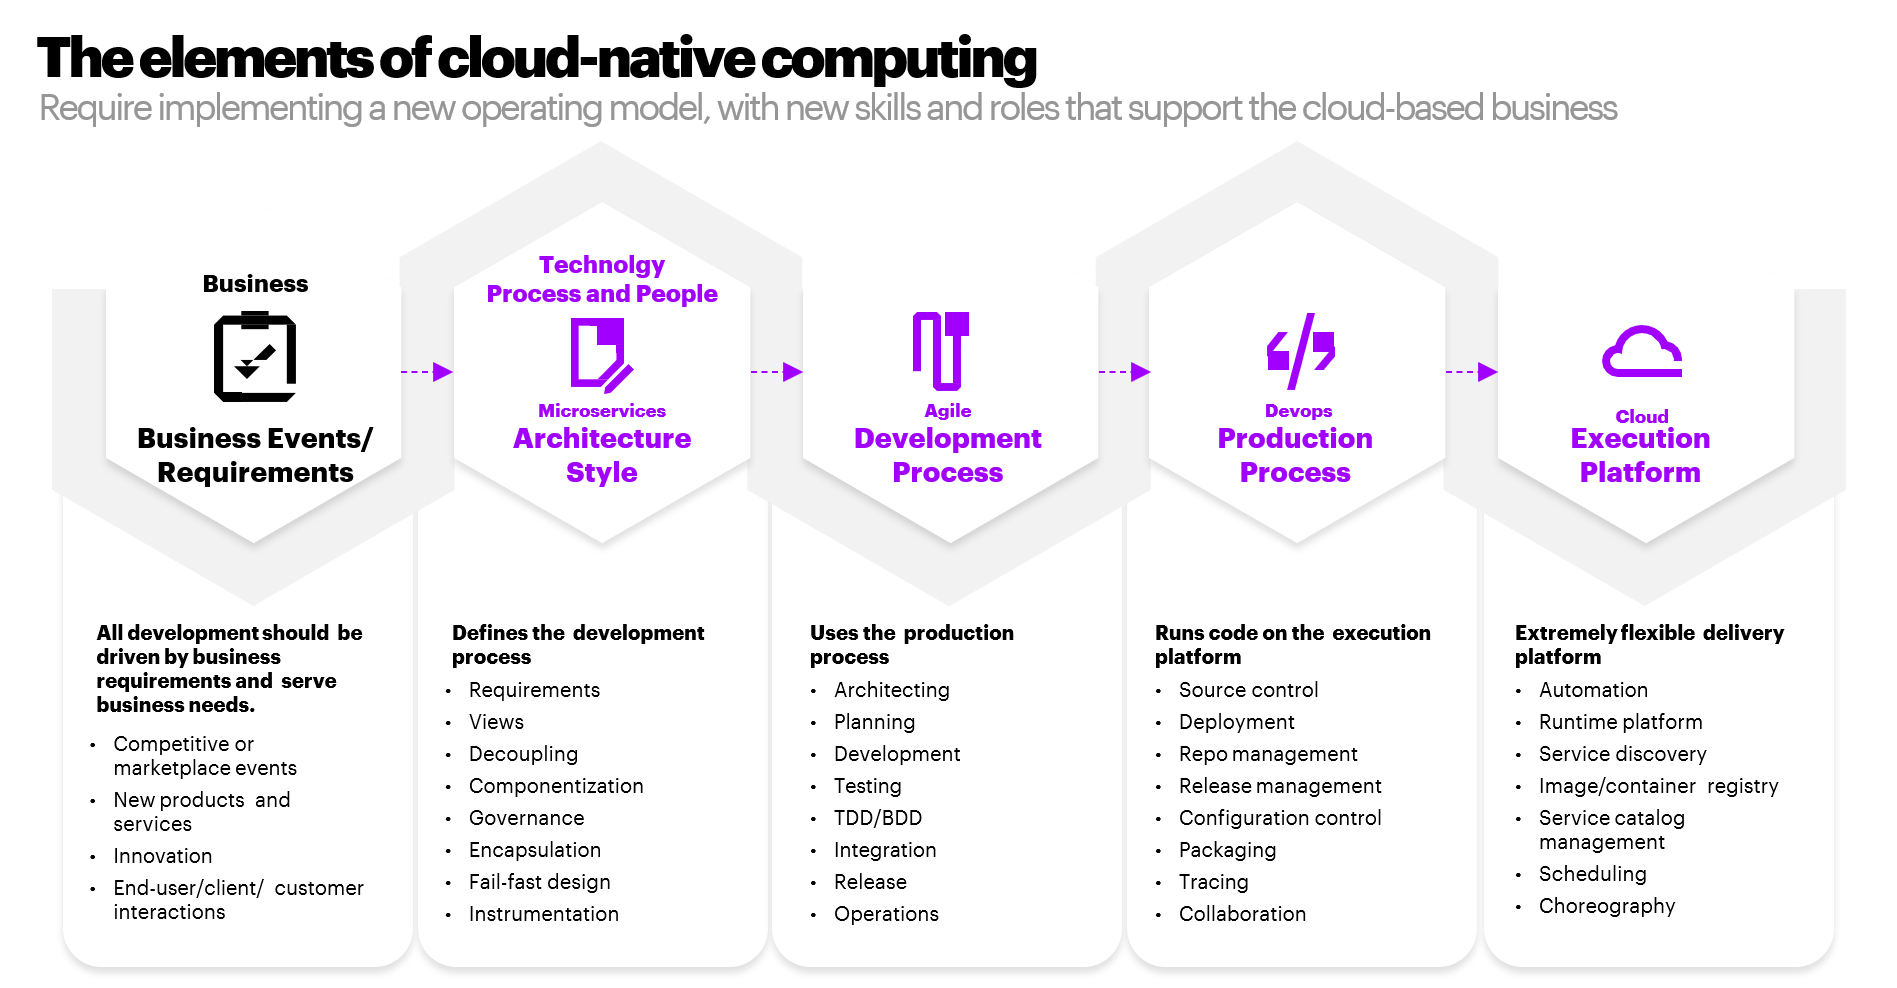 The elements of cloud-native computing
Require implementing a new operating model, with new skills and roles that support the cloud-based business
Business
Business Events/
Requirements
Technolgy
Process and People
Microservices
Architecture
Style
Agile
Development
Process
Devops
Production
Process
Cloud
Execution
Platform
All development should be
driven by business
requirements and serve
business needs.
• Competitive or
marketplace events
• New products and
services
• Innovation
• End-user/client/ customer
interactions
Defines the development
process
• Requirements
• Views
• Decoupling
• Componentization
• Governance
• Encapsulation
• Fail-fast design
• Instrumentation
Uses the production
process
• Architecting
• Planning
• Development
• Testing
• TDD/BDD
• Integration
• Release
• Operations
Runs code on the execution
platform
• Source control
• Deployment
• Repo management
• Release management
• Configuration control
• Packaging
• Tracing
• Collaboration
Extremely flexible delivery
platform
• Automation
• Runtime platform
• Service discovery
• Image/container registry
• Service catalog
management
• Scheduling
• Choreography